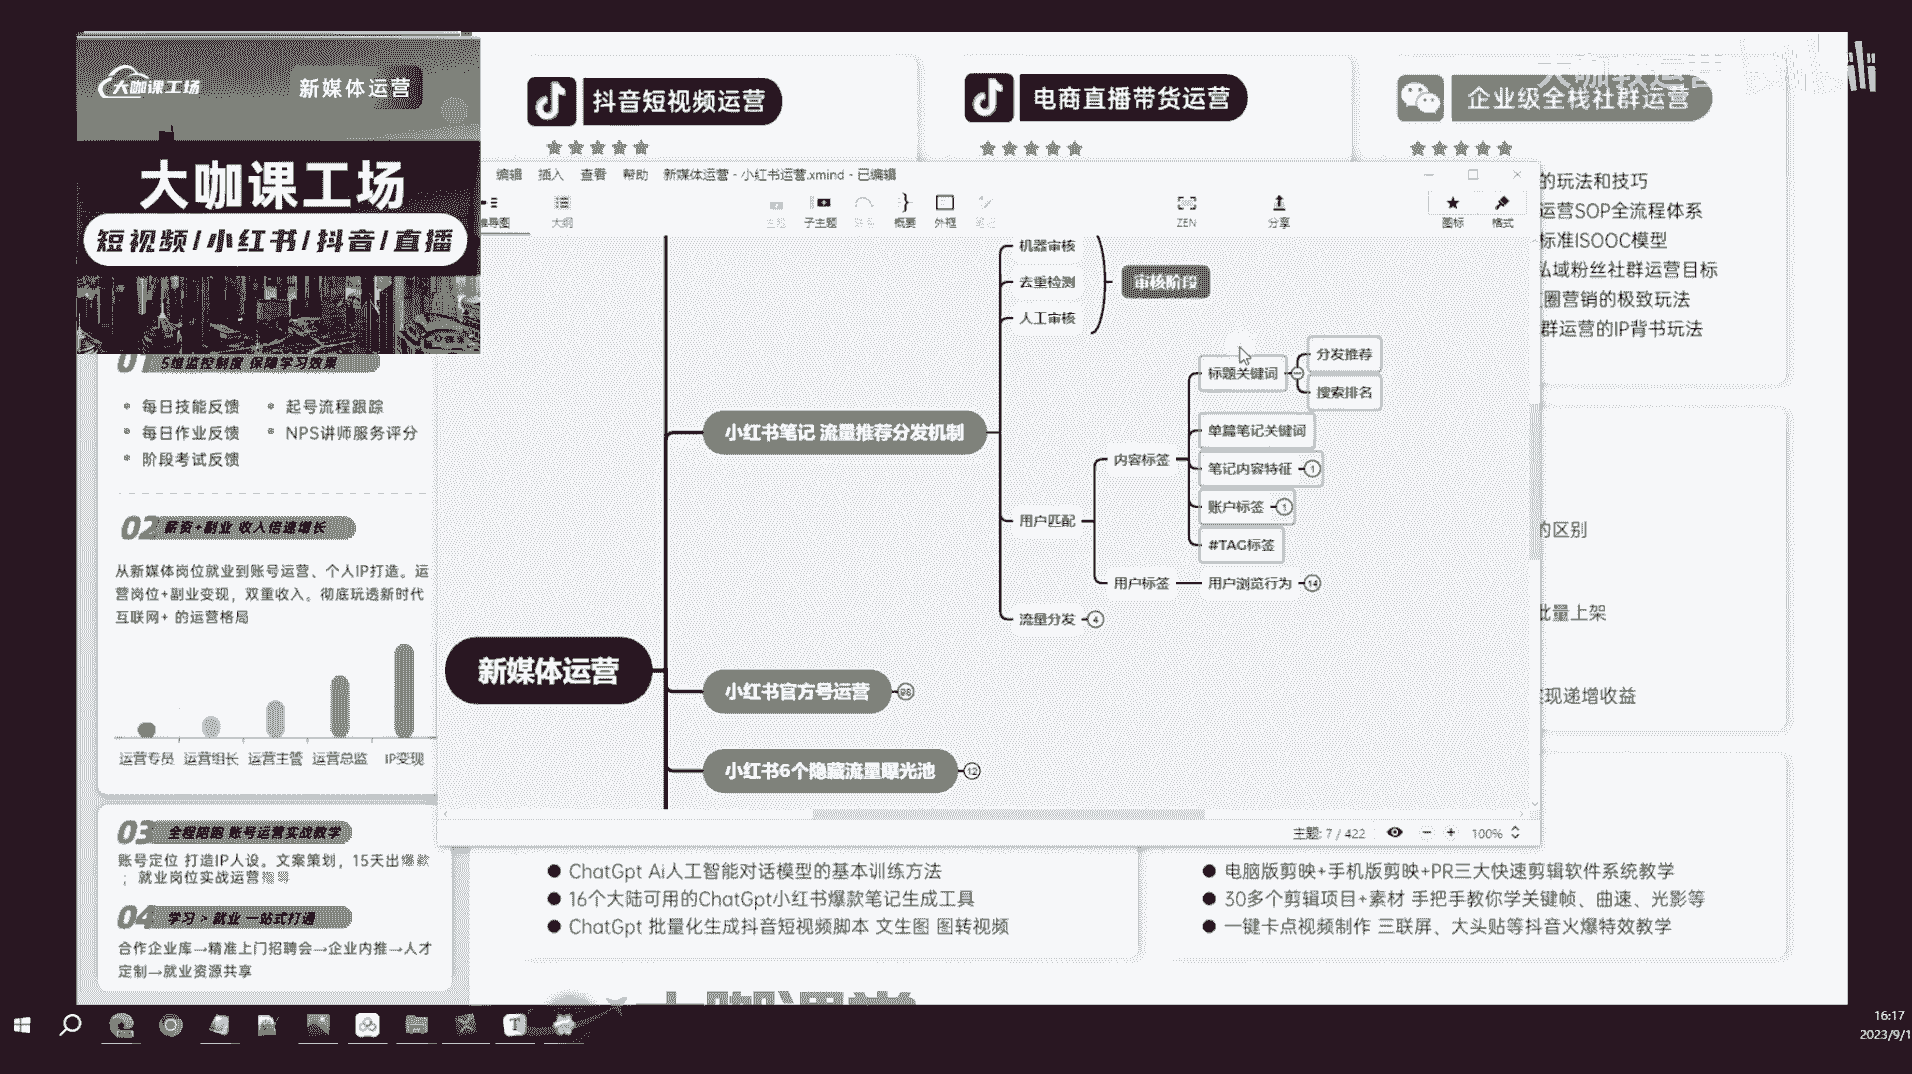 大咖课工场
新媒体运营
大咖课工场
短视频/小红书/抖音/直播
抖音短视频运营
电商直播带货运营
企业级全栈社群运营
的玩法和技巧
运营SOP全流程体系
标准ISOOC模型
私域粉丝社群运营目标
圈营销的极致玩法
群运营的IP背书玩法
编辑 插入 查看 帮助 新媒体运营 - 小红书运营.xmind - 已编辑
大纲 子主题 概要 外框 ZEN 分享 图标 格式
机器审核
去重检测
人工审核
审核阶段
小红书笔记 流量推荐分发机制
用户匹配
内容标签
标题关键词
分发推荐
搜索排名
单篇笔记关键词
笔记内容特征 1
账户标签 1
#TAG标签
用户标签
用户浏览行为 14
流量分发 4
新媒体运营
小红书官方号运营
小红书6个隐藏流量曝光池 12
主题: 7 / 422
100%
01 5维监控制度 保障学习效果
每日技能反馈 起号流程跟踪
每日作业反馈 NPS讲师服务评分
阶段考试反馈
02 薪资+副业 收入倍速增长
从新媒体岗位就业到账号运营、个人IP打造。运
营岗位+副业变现，双重收入。彻底玩透新时代
互联网+ 的运营格局
运营专员 运营组长 运营主管 运营总监 IP变现
03 全程陪跑 账号运营实战教学
账号定位 打造IP人设。文案策划，15天出爆款
；就业岗位实战运营
04 学习 > 就业 一站式打通
合作企业库→精准上门招聘会→企业内推→人才
定制→就业资源共享
的区别
批量上架
现递增收益
ChatGpt Ai人工智能对话模型的基本训练方法
16个大陆可用的ChatGpt小红书爆款笔记生成工具
ChatGpt 批量化生成抖音短视频脚本 文生图 图转视频
电脑版剪映+手机版剪映+PR三大快速剪辑软件系统教学
30多个剪辑项目+素材 手把手教你学关键帧、曲速、光影等
一键卡点视频制作 三联屏、大头贴等抖音火爆特效教学
16:17
2023/9/1